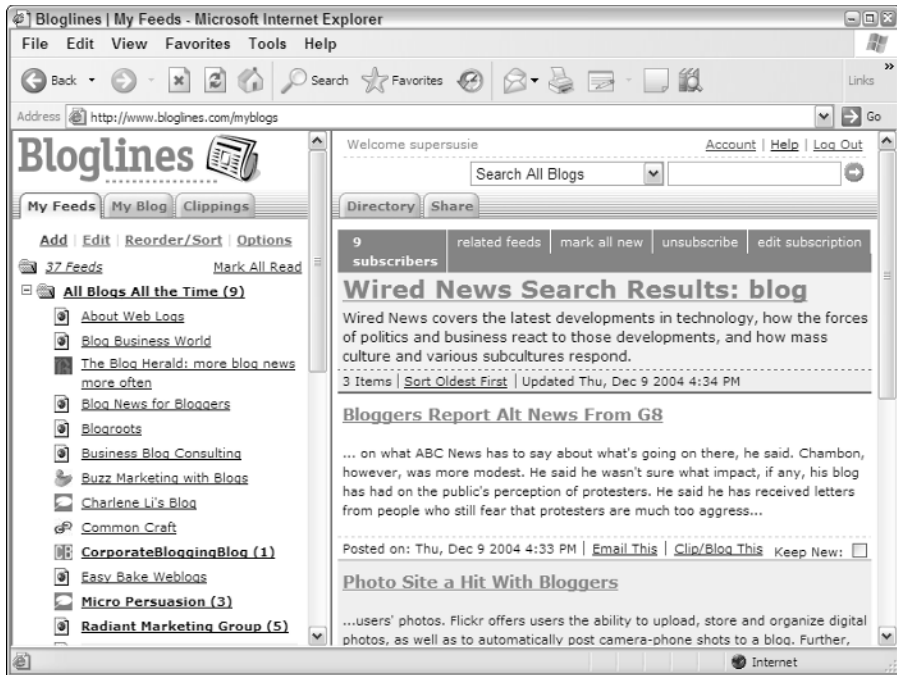 Bloglines | My Feeds - Microsoft Internet Explorer
File Edit View Favorites Tools Help
Back Search Favorites Links »
Address http://www.bloglines.com/myblogs Go
Bloglines
My Feeds My Blog Clippings
Add | Edit | Reorder/Sort | Options
37 Feeds Mark All Read
All Blogs All the Time (9)
About Web Logs
Blog Business World
The Blog Herald: more blog news
more often
Blog News for Bloggers
Blogroots
Business Blog Consulting
Buzz Marketing with Blogs
Charlene Li's Blog
Common Craft
CorporateBloggingBlog (1)
Easy Bake Weblogs
Micro Persuasion (3)
Radiant Marketing Group (5)
Welcome supersusie Account | Help | Log Out
Search All Blogs
Directory Share
9 related feeds | mark all new | unsubscribe | edit subscription
subscribers
Wired News Search Results: blog
Wired News covers the latest developments in technology, how the forces
of politics and business react to those developments, and how mass
culture and various subcultures respond.
3 Items | Sort Oldest First | Updated Thu, Dec 9 2004 4:34 PM
Bloggers Report Alt News From G8
... on what ABC News has to say about what's going on there, he said. Chambon,
however, was more modest. He said he wasn't sure what impact, if any, his blog
has had on the public's perception of protesters. He said he has received letters
from people who still fear that protesters are much too aggress...
Posted on: Thu, Dec 9 2004 4:33 PM | Email This | Clip/Blog This Keep New:
Photo Site a Hit With Bloggers
...users' photos. Flickr offers users the ability to upload, store and organize digital
photos, as well as to automatically post camera-phone shots to a blog. Further,
Internet